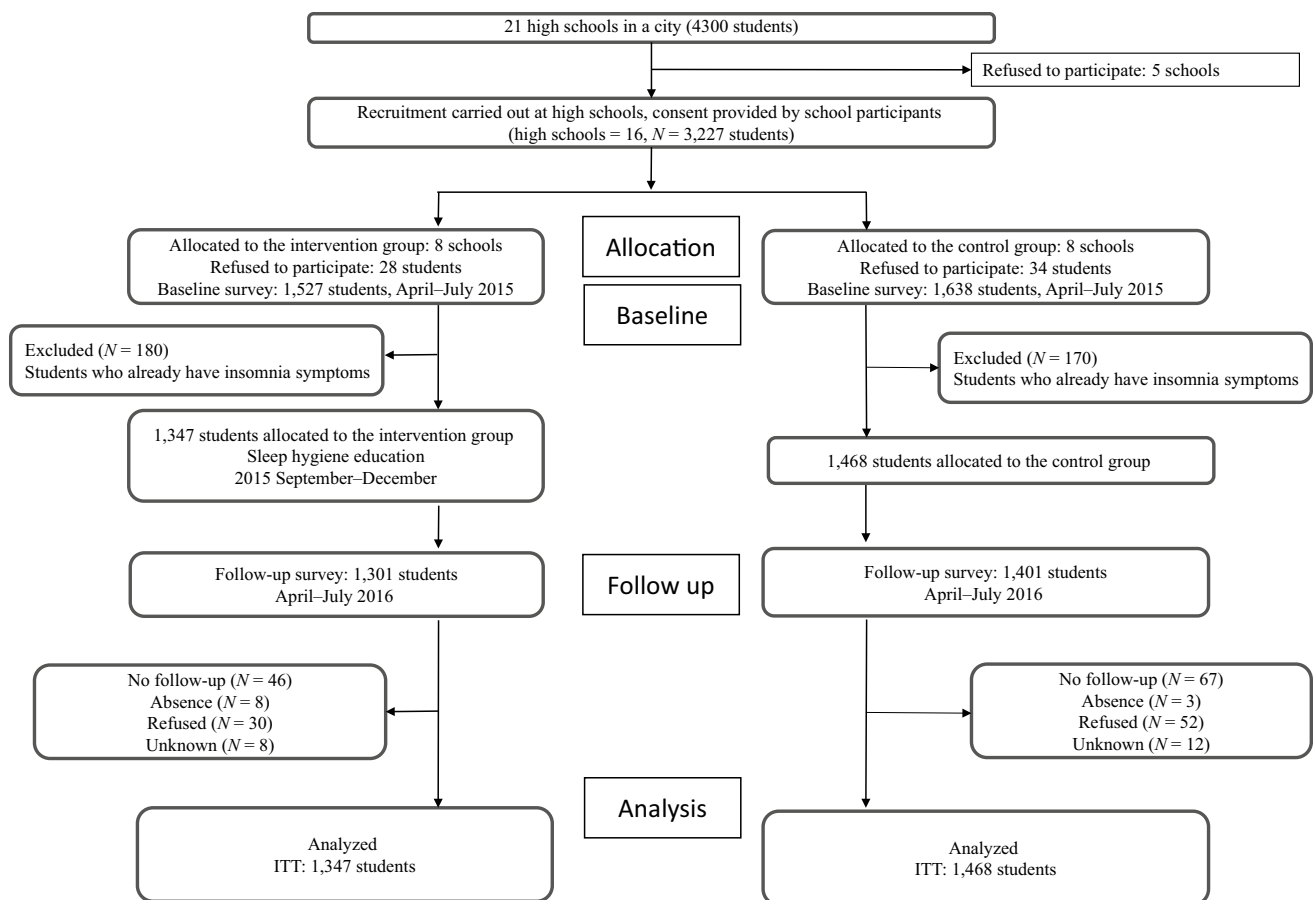 21 high schools in a city (4300 students)
Refused to participate: 5 schools
Recruitment carried out at high schools, consent provided by school participants
(high schools = 16, N = 3,227 students)
Allocation
Allocated to the intervention group: 8 schools
Refused to participate: 28 students
Baseline survey: 1,527 students, April–July 2015
Allocated to the control group: 8 schools
Refused to participate: 34 students
Baseline survey: 1,638 students, April–July 2015
Baseline
Excluded (N = 180)
Students who already have insomnia symptoms
Excluded (N = 170)
Students who already have insomnia symptoms
1,347 students allocated to the intervention group
Sleep hygiene education
2015 September–December
1,468 students allocated to the control group
Follow up
Follow-up survey: 1,301 students
April–July 2016
Follow-up survey: 1,401 students
April–July 2016
No follow-up (N = 46)
Absence (N = 8)
Refused (N = 30)
Unknown (N = 8)
No follow-up (N = 67)
Absence (N = 3)
Refused (N = 52)
Unknown (N = 12)
Analysis
Analyzed
ITT: 1,347 students
Analyzed
ITT: 1,468 students